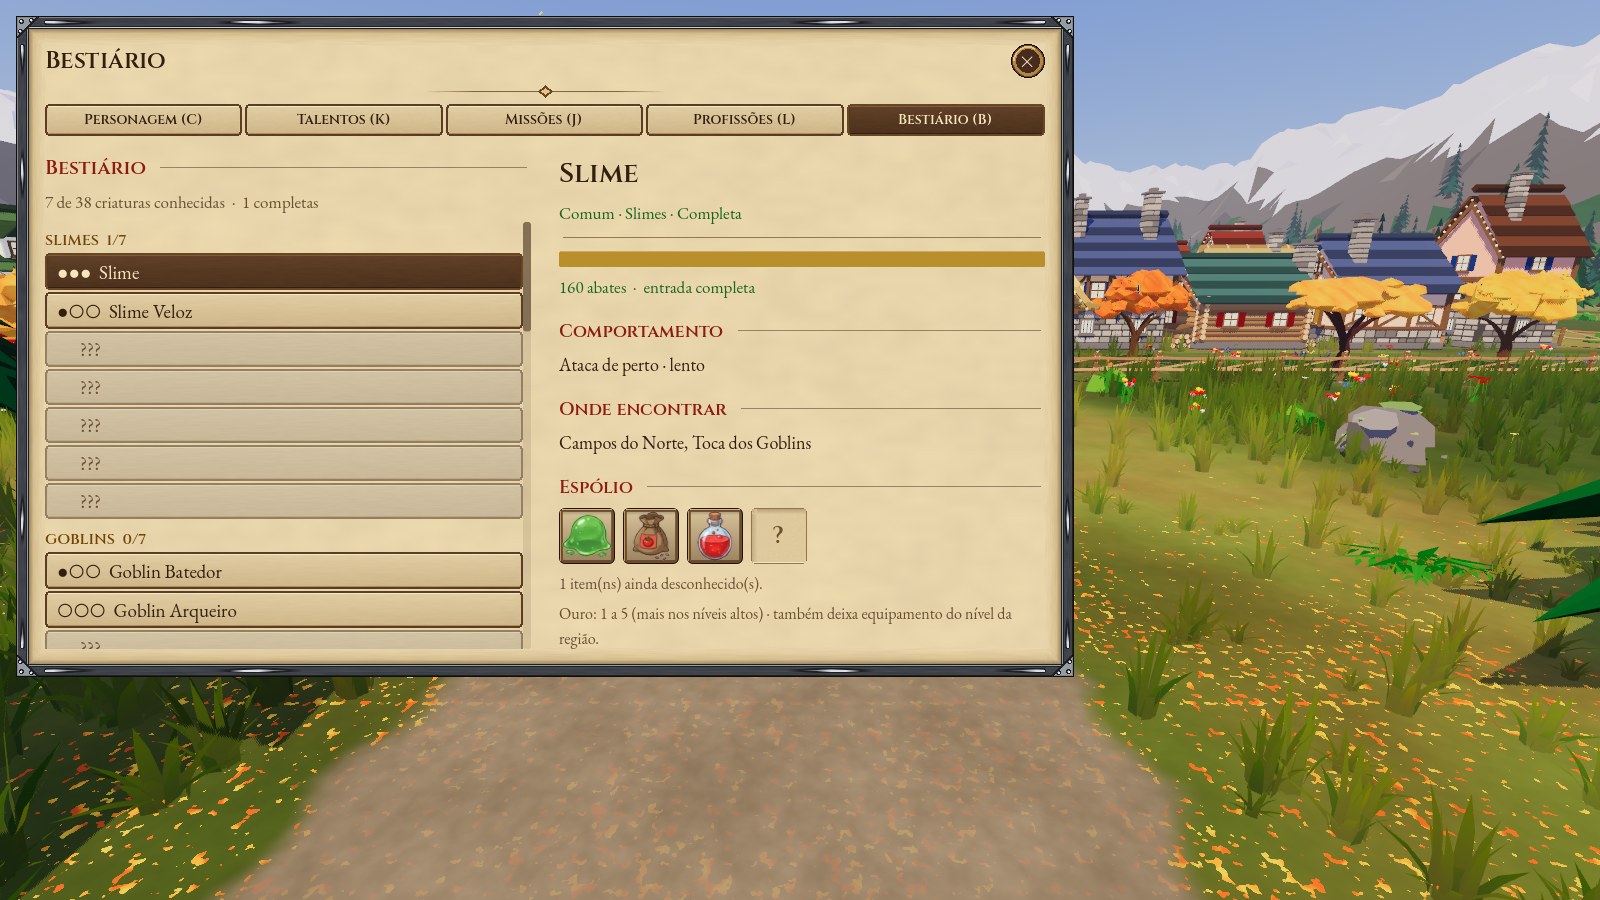 Bestiário
Personagem (C)
Talentos (K)
Missões (J)
Profissões (L)
Bestiário (B)
Bestiário
7 de 38 criaturas conhecidas · 1 completas
SLIMES 1/7
●●● Slime
●○○ Slime Veloz
???
???
???
???
???
GOBLINS 0/7
●○○ Goblin Batedor
○○○ Goblin Arqueiro
???
Slime
Comum · Slimes · Completa
160 abates · entrada completa
Comportamento
Ataca de perto · lento
Onde encontrar
Campos do Norte, Toca dos Goblins
Espólio
?
1 item(ns) ainda desconhecido(s).
Ouro: 1 a 5 (mais nos níveis altos) · também deixa equipamento do nível da
região.